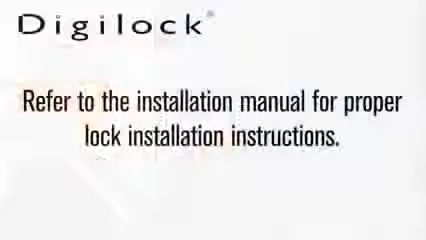 Digilock®
Refer to the installation manual for proper
lock installation instructions.